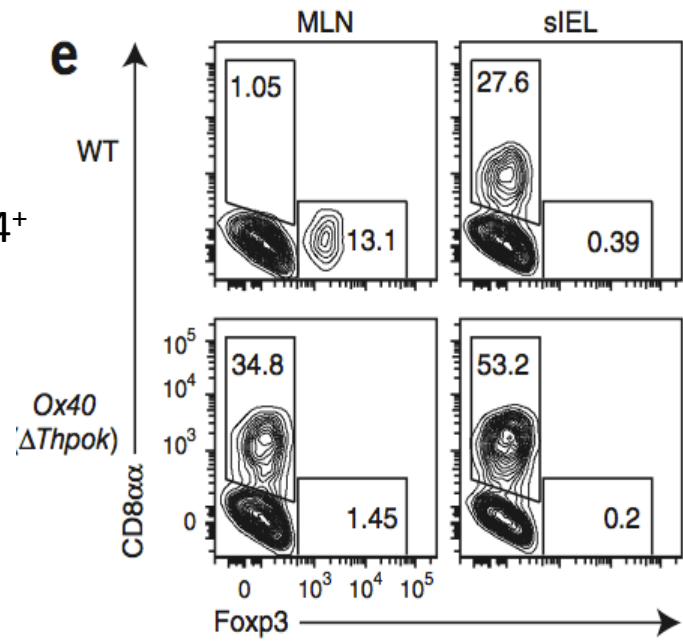 e
MLN
sIEL
WT
4⁺
1.05
13.1
27.6
0.39
Ox40
(ΔThpok)
CD8αα
10⁵
10⁴
10³
0
34.8
1.45
53.2
0.2
0
10³
10⁴
10⁵
Foxp3